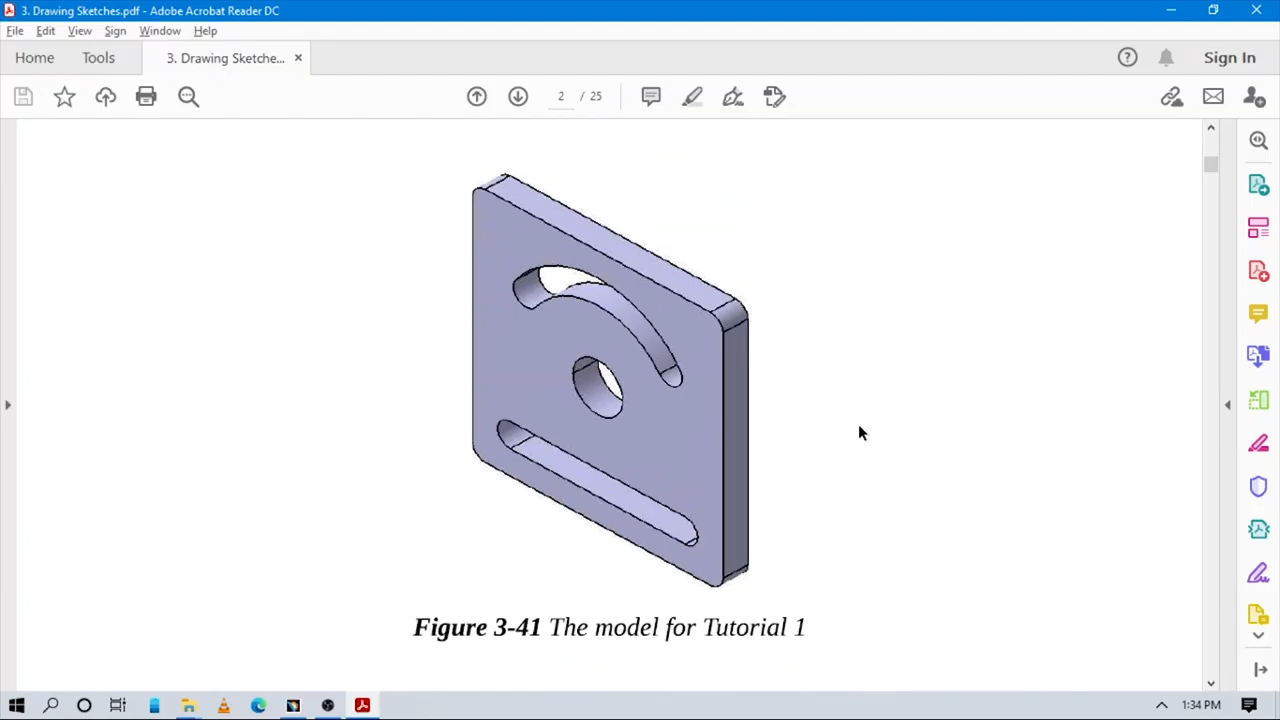 3. Drawing Sketches.pdf - Adobe Acrobat Reader DC
File Edit View Sign Window Help
Home Tools 3. Drawing Sketche... Sign In
2 / 25
Figure 3-41 The model for Tutorial 1
1:34 PM